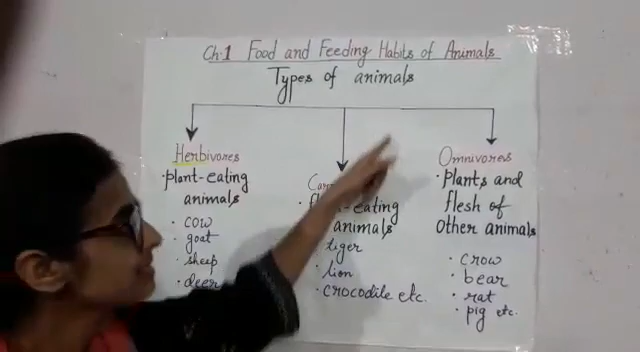 Ch.1 Food and Feeding Habits of Animals
Types of animals
Herbivores
• plant-eating
animals
• cow
• goat
• sheep
• deer
-eating
animals
tiger
• lion
• crocodile etc.
Omnivores
• Plants and
flesh of
Other animals
• crow
• bear
• rat
• pig etc.